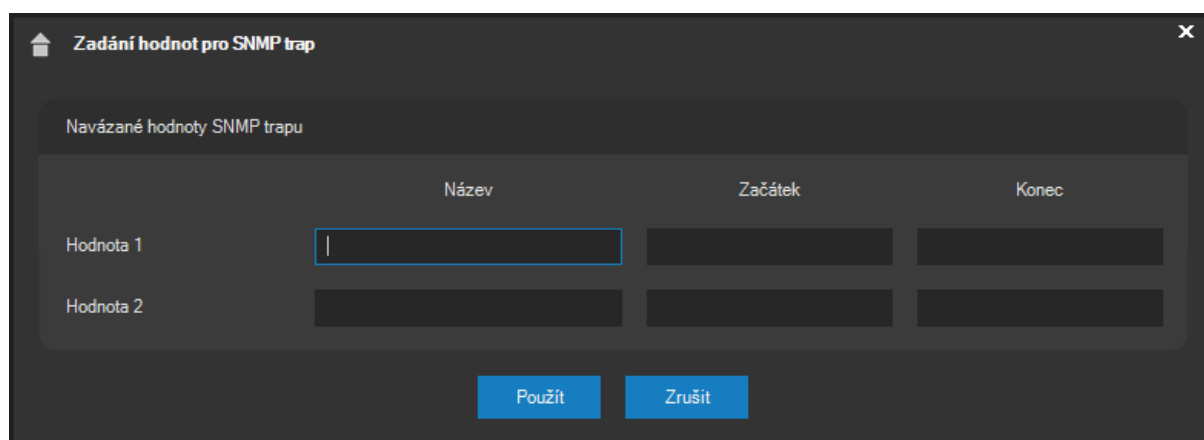 Zadání hodnot pro SNMP trap
Navázané hodnoty SNMP trapu
Název Začátek Konec
Hodnota 1
Hodnota 2
Použít Zrušit